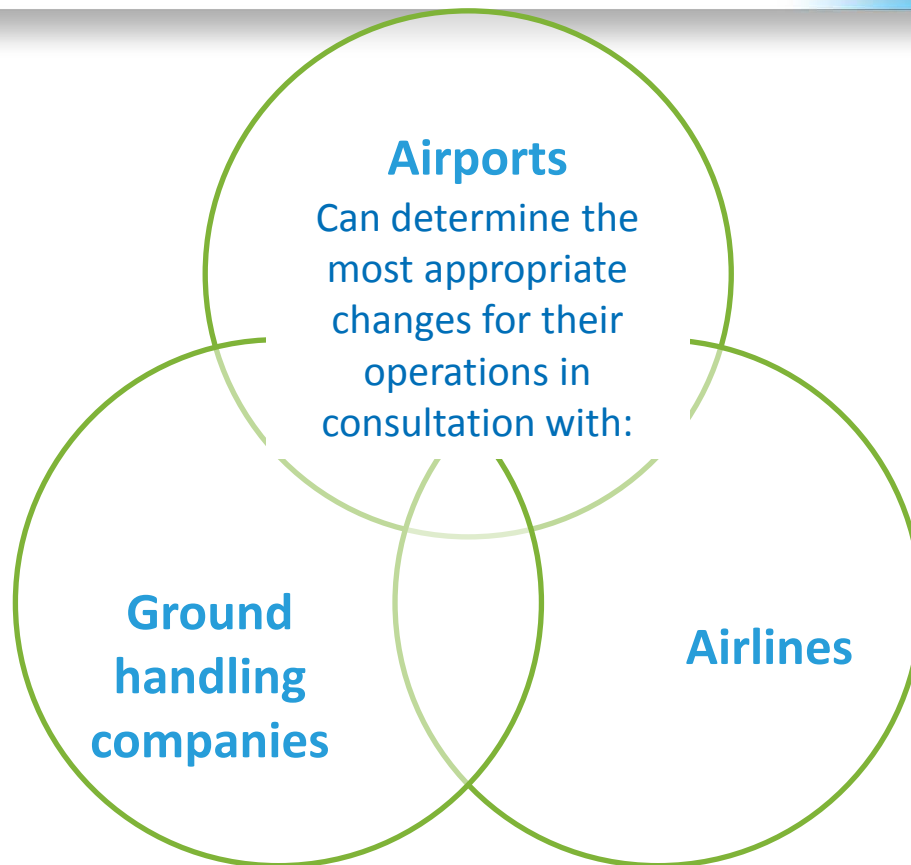 Airports
Can determine the
most appropriate
changes for their
operations in
consultation with:
Ground
handling
companies
Airlines